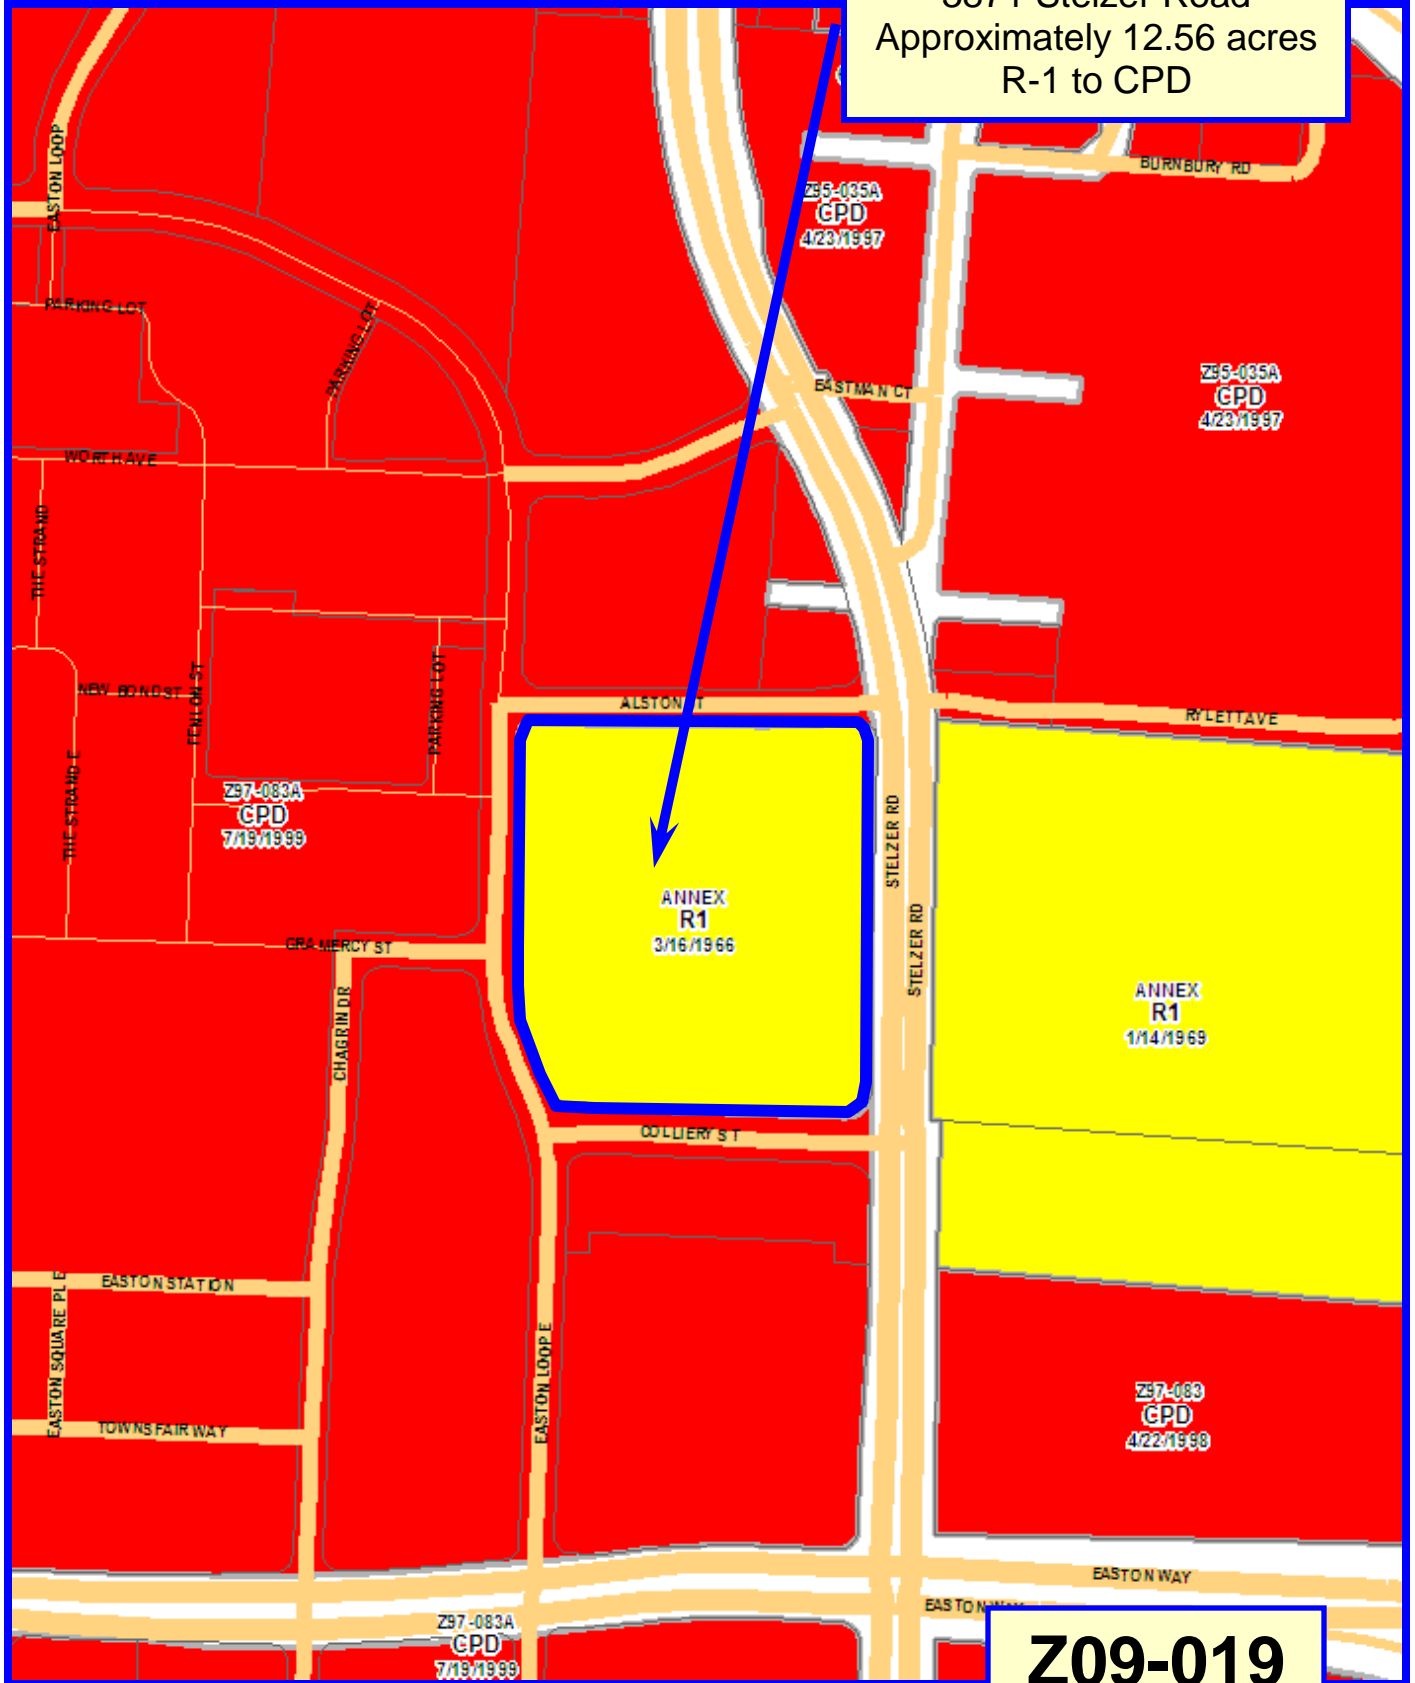 Stelzer Road
Approximately 12.56 acres
R-1 to CPD
EASTON LOOP
BURNBURY RD
Z95-035A
CPD
4/23/1997
PARKING LOT
PARKING LOT
EASTMAN CT
Z95-035A
CPD
4/23/1997
WORTH AVE
THE STRAND
NEW BOND ST
FENLON ST
PARKING LOT
ALSTON ST
RYLETT AVE
THE STRAND E
Z97-083A
CPD
7/19/1999
STELZER RD
ANNEX
R1
3/16/1966
STELZER RD
GRAMERCY ST
CHAGRIN DR
ANNEX
R1
1/14/1969
COLLIERY ST
EASTON STATION
EASTON SQUARE PL E
EASTON LOOP E
TOWNSFAIR WAY
Z97-083
CPD
4/22/1998
EASTON WAY
EASTON WAY
Z97-083A
CPD
7/19/1999
Z09-019